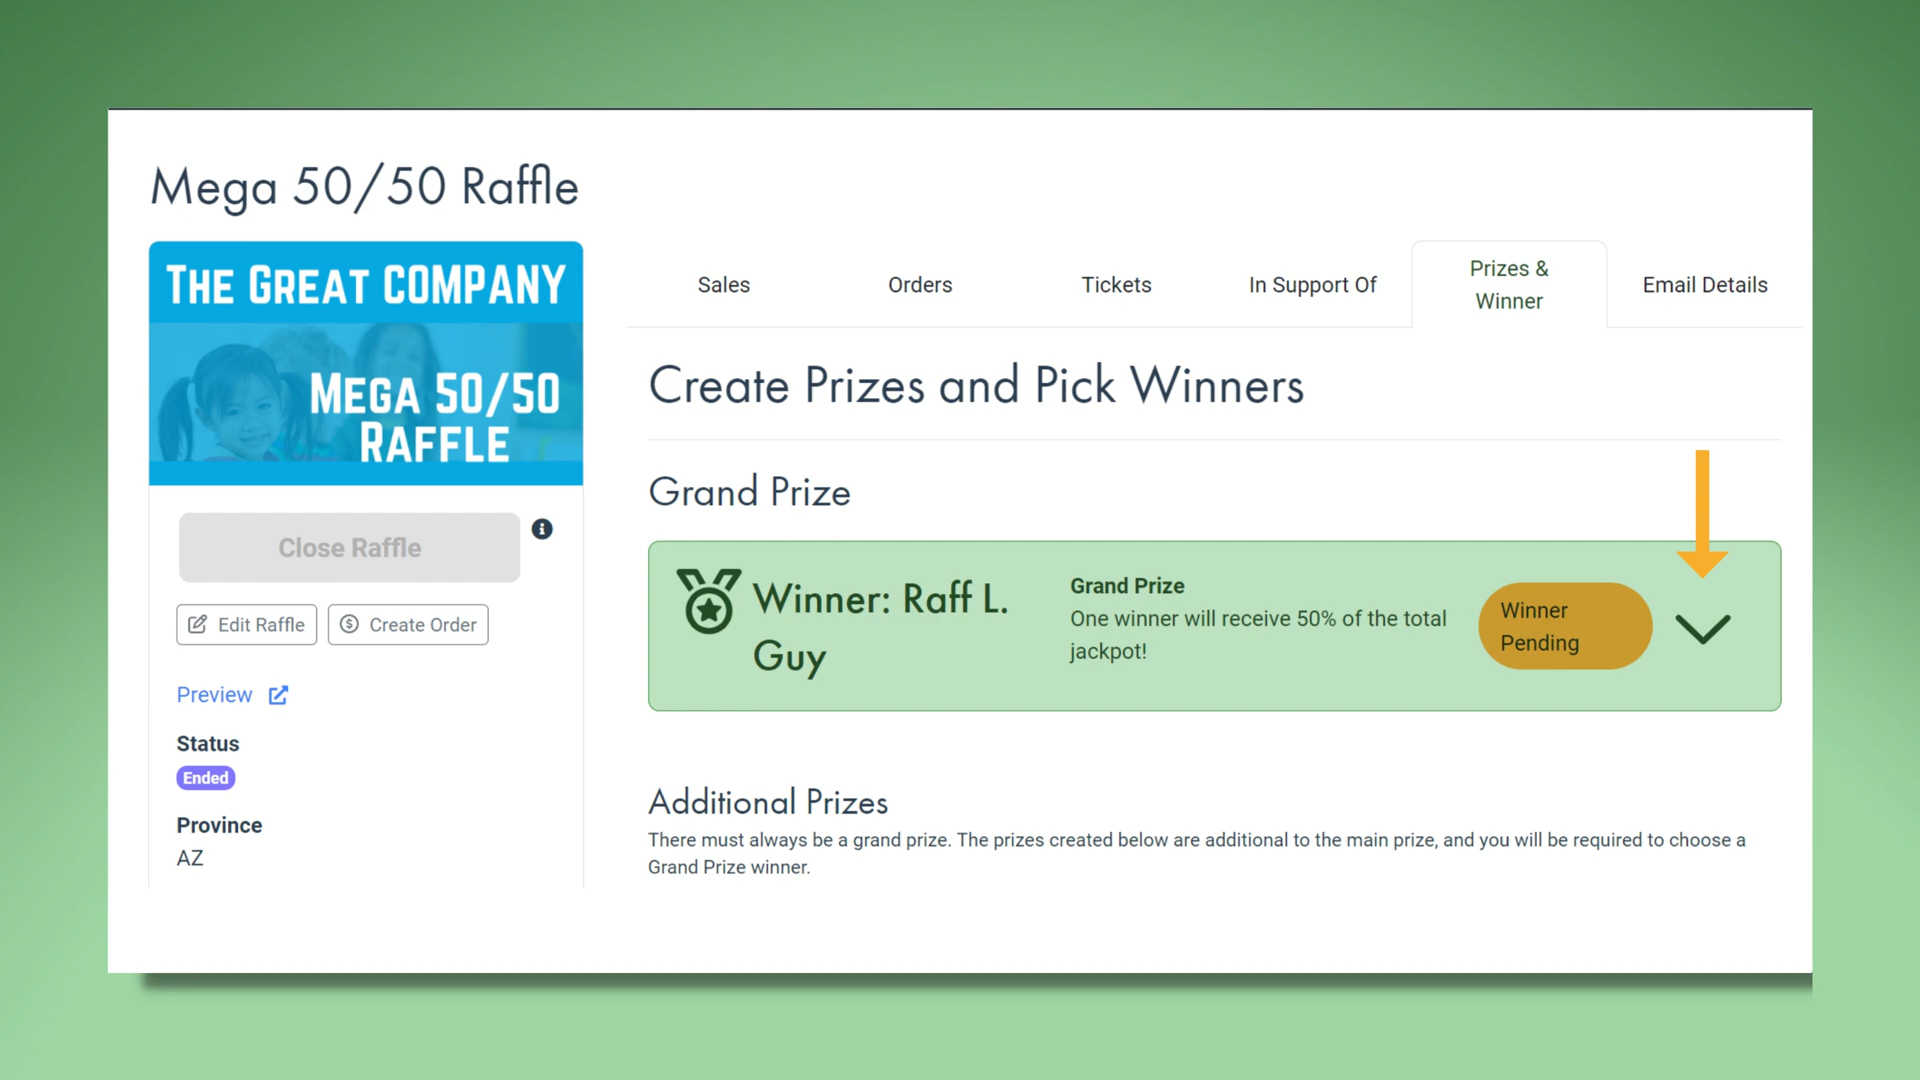 Mega 50/50 Raffle
THE GREAT COMPANY
MEGA 50/50
RAFFLE
Close Raffle
Edit Raffle
Create Order
Preview
Status
Ended
Province
AZ
Sales
Orders
Tickets
In Support Of
Prizes &
Winner
Email Details
Create Prizes and Pick Winners
Grand Prize
Winner: Raff L.
Guy
Grand Prize
One winner will receive 50% of the total
jackpot!
Winner
Pending
Additional Prizes
There must always be a grand prize. The prizes created below are additional to the main prize, and you will be required to choose a
Grand Prize winner.